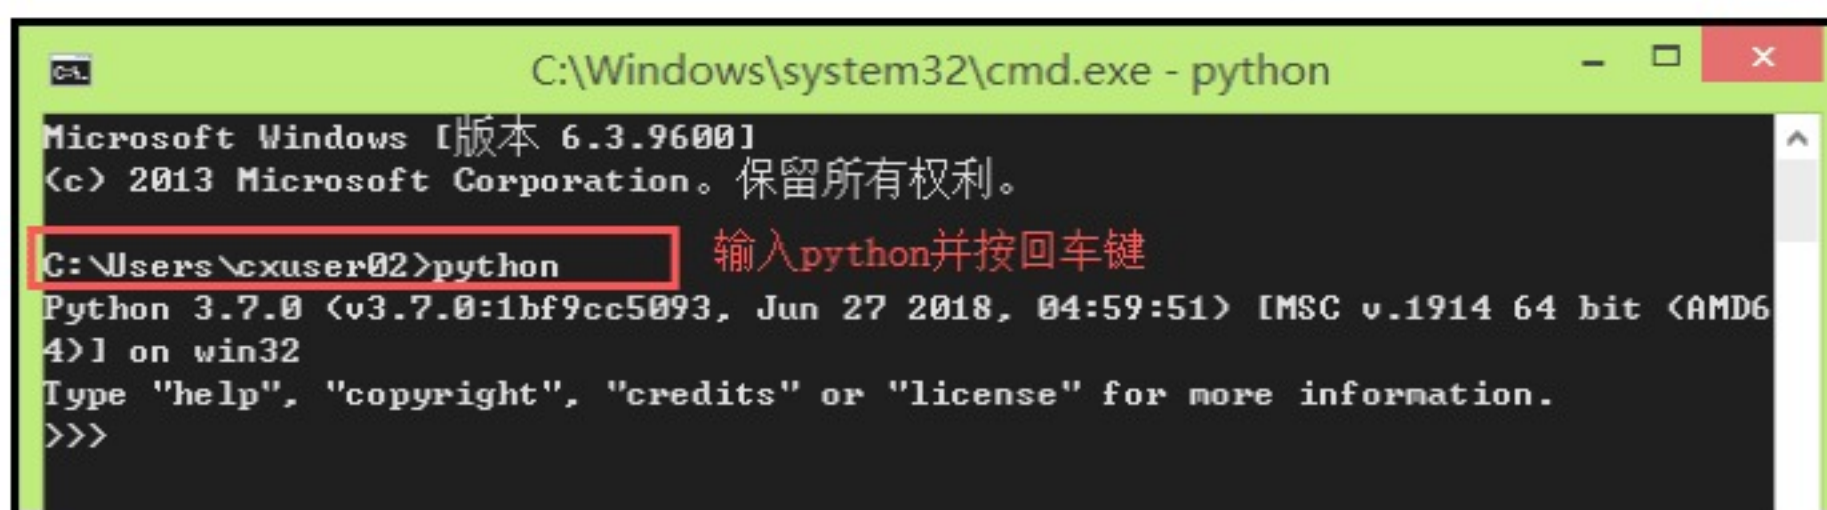 C:\Windows\system32\cmd.exe - python
Microsoft Windows [版本 6.3.9600]
(c) 2013 Microsoft Corporation。保留所有权利。
C:\Users\cxuser02>python
输入python并按回车键
Python 3.7.0 (v3.7.0:1bf9cc5093, Jun 27 2018, 04:59:51) [MSC v.1914 64 bit (AMD6
4)] on win32
Type "help", "copyright", "credits" or "license" for more information.
>>>